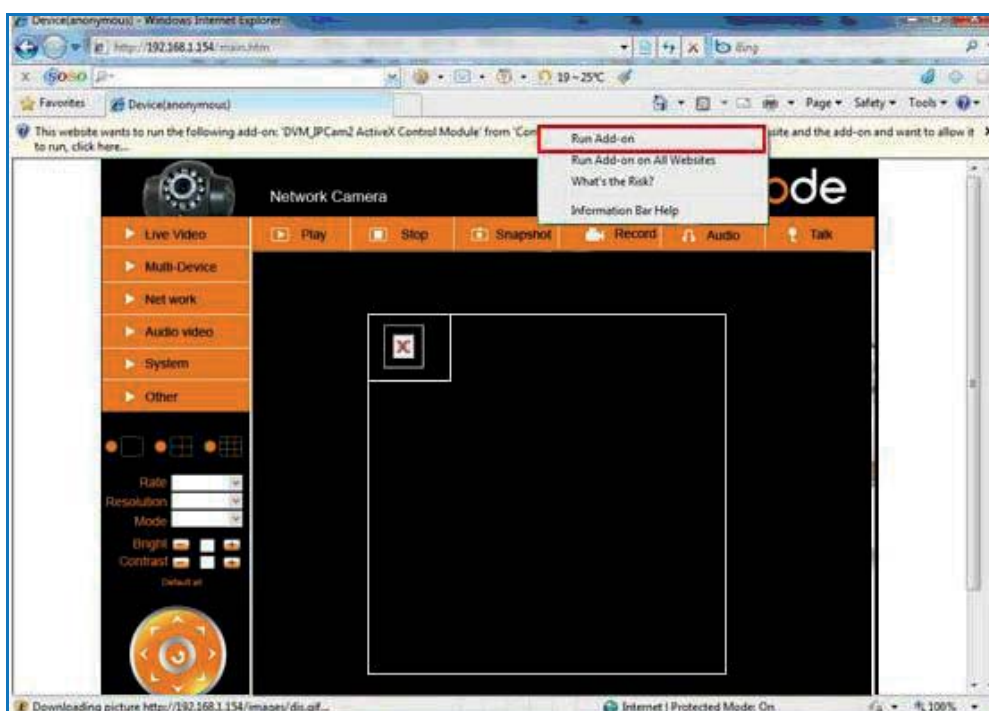 Device(anonymous) - Windows Internet Explorer
http://192.168.1.154/main.htm
bing
SOSO
19~25℃
Favorites Device(anonymous) Page Safety Tools
This website wants to run the following add-on: 'DVM_IPCam2 ActiveX Control Module' from 'Con site and the add-on and want to allow it
to run, click here...
Run Add-on
Run Add-on on All Websites
What's the Risk?
Information Bar Help
Network Camera
ode
Live Video Play Stop Snapshot Record Audio Talk
Multi-Device
Net work
Audio video
System
Other
Rate
Resolution
Mode
Bright
Contrast
Default all
Downloading picture http://192.168.1.154/images/dis.gif... Internet | Protected Mode: On 100%